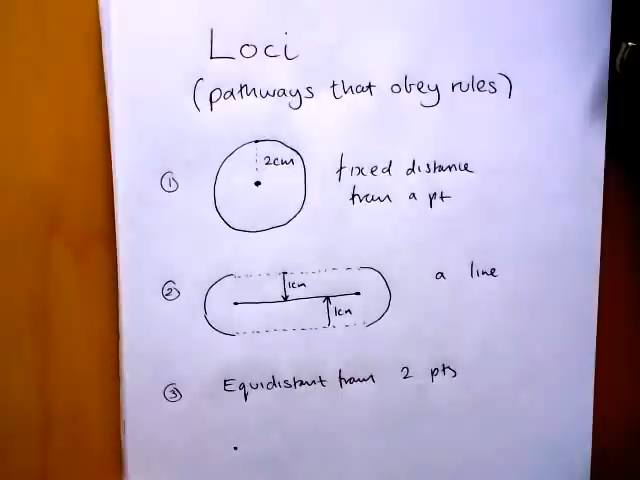 Loci
(pathways that obey rules)
① 2cm fixed distance
from a pt
② 1cm a line
1cm
③ Equidistant from 2 pts